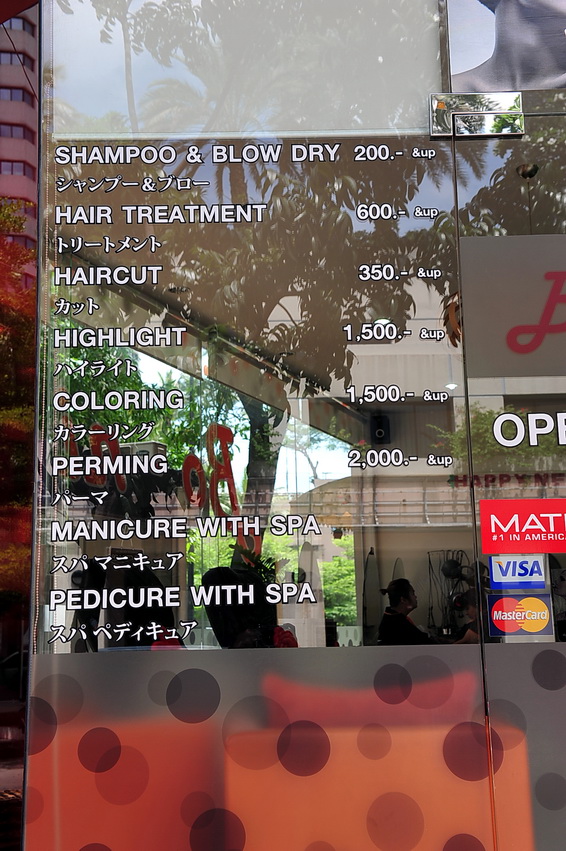 SHAMPOO & BLOW DRY 200.- &up
シャンプー＆ブロー
HAIR TREATMENT 600.- &up
トリートメント
HAIRCUT 350.- &up
カット
HIGHLIGHT 1,500.- &up
ハイライト
COLORING 1,500.- &up
カラーリング
PERMING 2,000.- &up
パーマ
MANICURE WITH SPA
スパ マニキュア
PEDICURE WITH SPA
スパ ペディキュア
OPE
HAPPY
MAT
#1 IN AMERICA
VISA
MasterCard